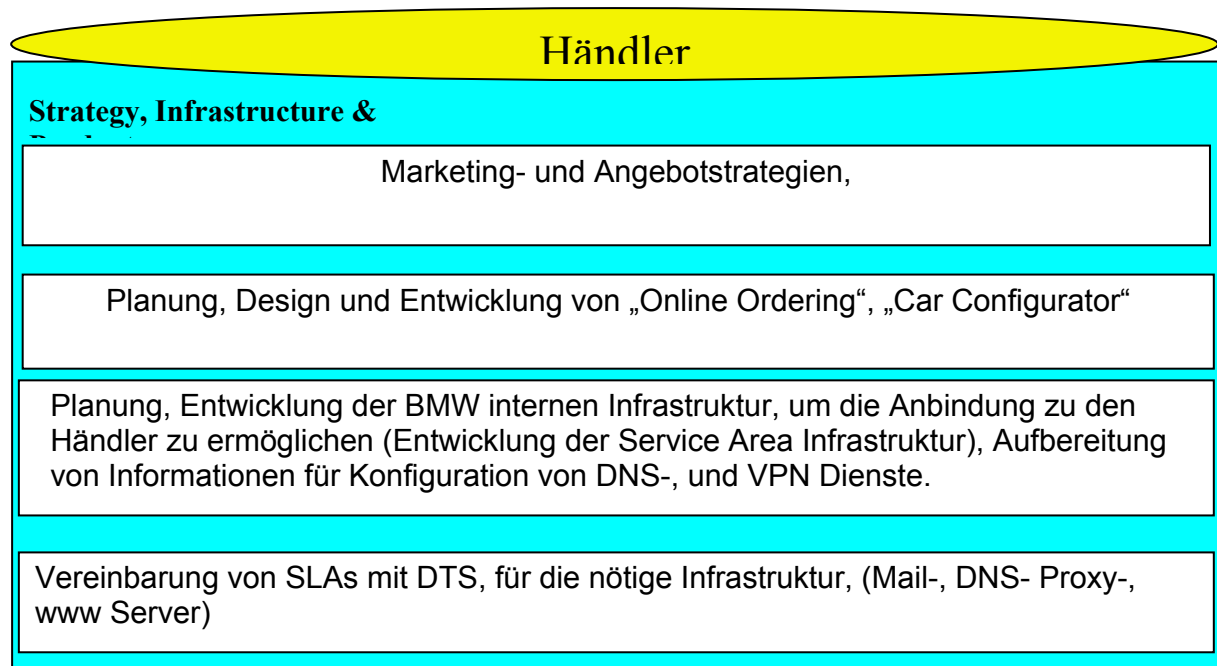 Händler
Strategy, Infrastructure &
Marketing- und Angebotstrategien,
Planung, Design und Entwicklung von „Online Ordering“, „Car Configurator“
Planung, Entwicklung der BMW internen Infrastruktur, um die Anbindung zu den
Händler zu ermöglichen (Entwicklung der Service Area Infrastruktur), Aufbereitung
von Informationen für Konfiguration von DNS-, und VPN Dienste.
Vereinbarung von SLAs mit DTS, für die nötige Infrastruktur, (Mail-, DNS- Proxy-,
www Server)